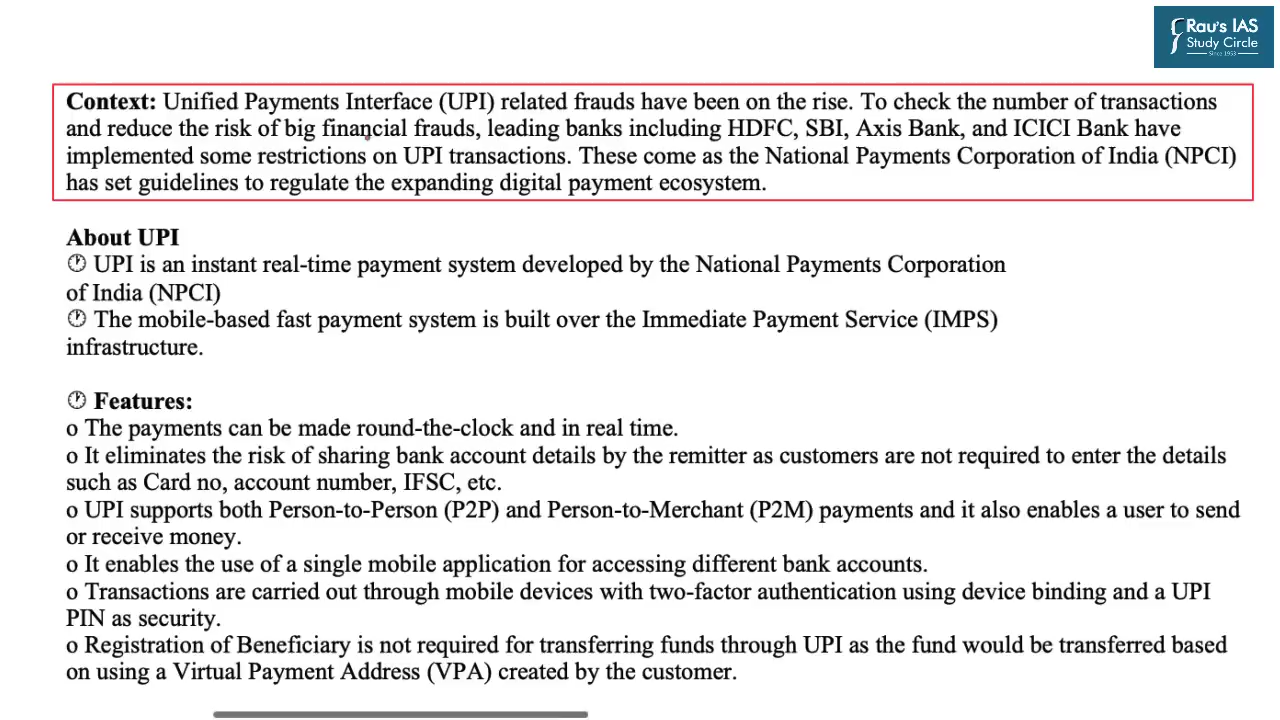 Rau's IAS
Study Circle
Since 1953
Context: Unified Payments Interface (UPI) related frauds have been on the rise. To check the number of transactions
and reduce the risk of big financial frauds, leading banks including HDFC, SBI, Axis Bank, and ICICI Bank have
implemented some restrictions on UPI transactions. These come as the National Payments Corporation of India (NPCI)
has set guidelines to regulate the expanding digital payment ecosystem.
About UPI
UPI is an instant real-time payment system developed by the National Payments Corporation
of India (NPCI)
The mobile-based fast payment system is built over the Immediate Payment Service (IMPS)
infrastructure.
Features:
o The payments can be made round-the-clock and in real time.
o It eliminates the risk of sharing bank account details by the remitter as customers are not required to enter the details
such as Card no, account number, IFSC, etc.
o UPI supports both Person-to-Person (P2P) and Person-to-Merchant (P2M) payments and it also enables a user to send
or receive money.
o It enables the use of a single mobile application for accessing different bank accounts.
o Transactions are carried out through mobile devices with two-factor authentication using device binding and a UPI
PIN as security.
o Registration of Beneficiary is not required for transferring funds through UPI as the fund would be transferred based
on using a Virtual Payment Address (VPA) created by the customer.